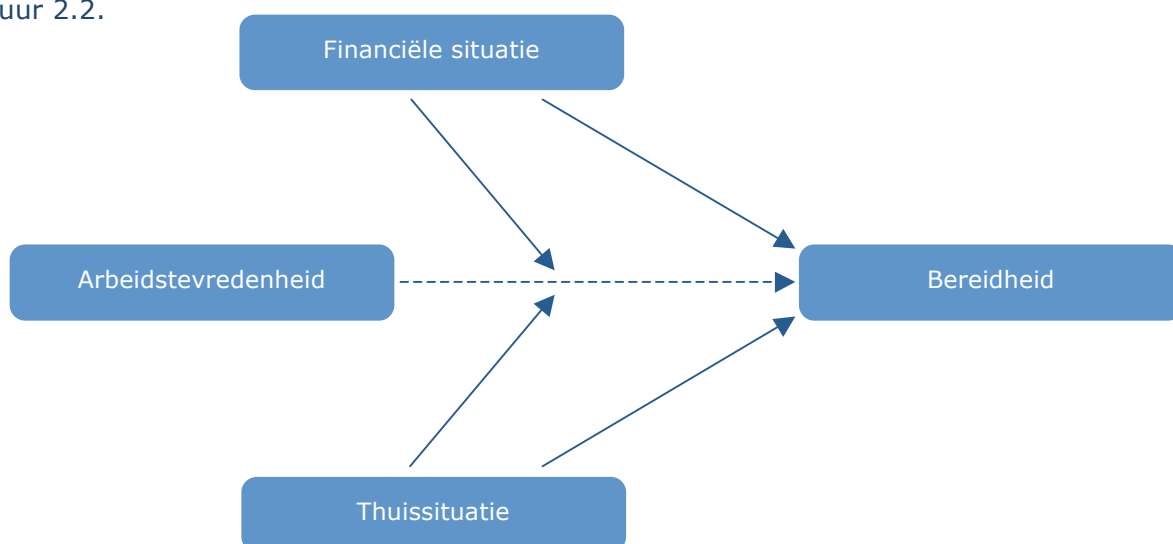 uur 2.2.
Financiële situatie
Arbeidstevredenheid
Bereidheid
Thuissituatie